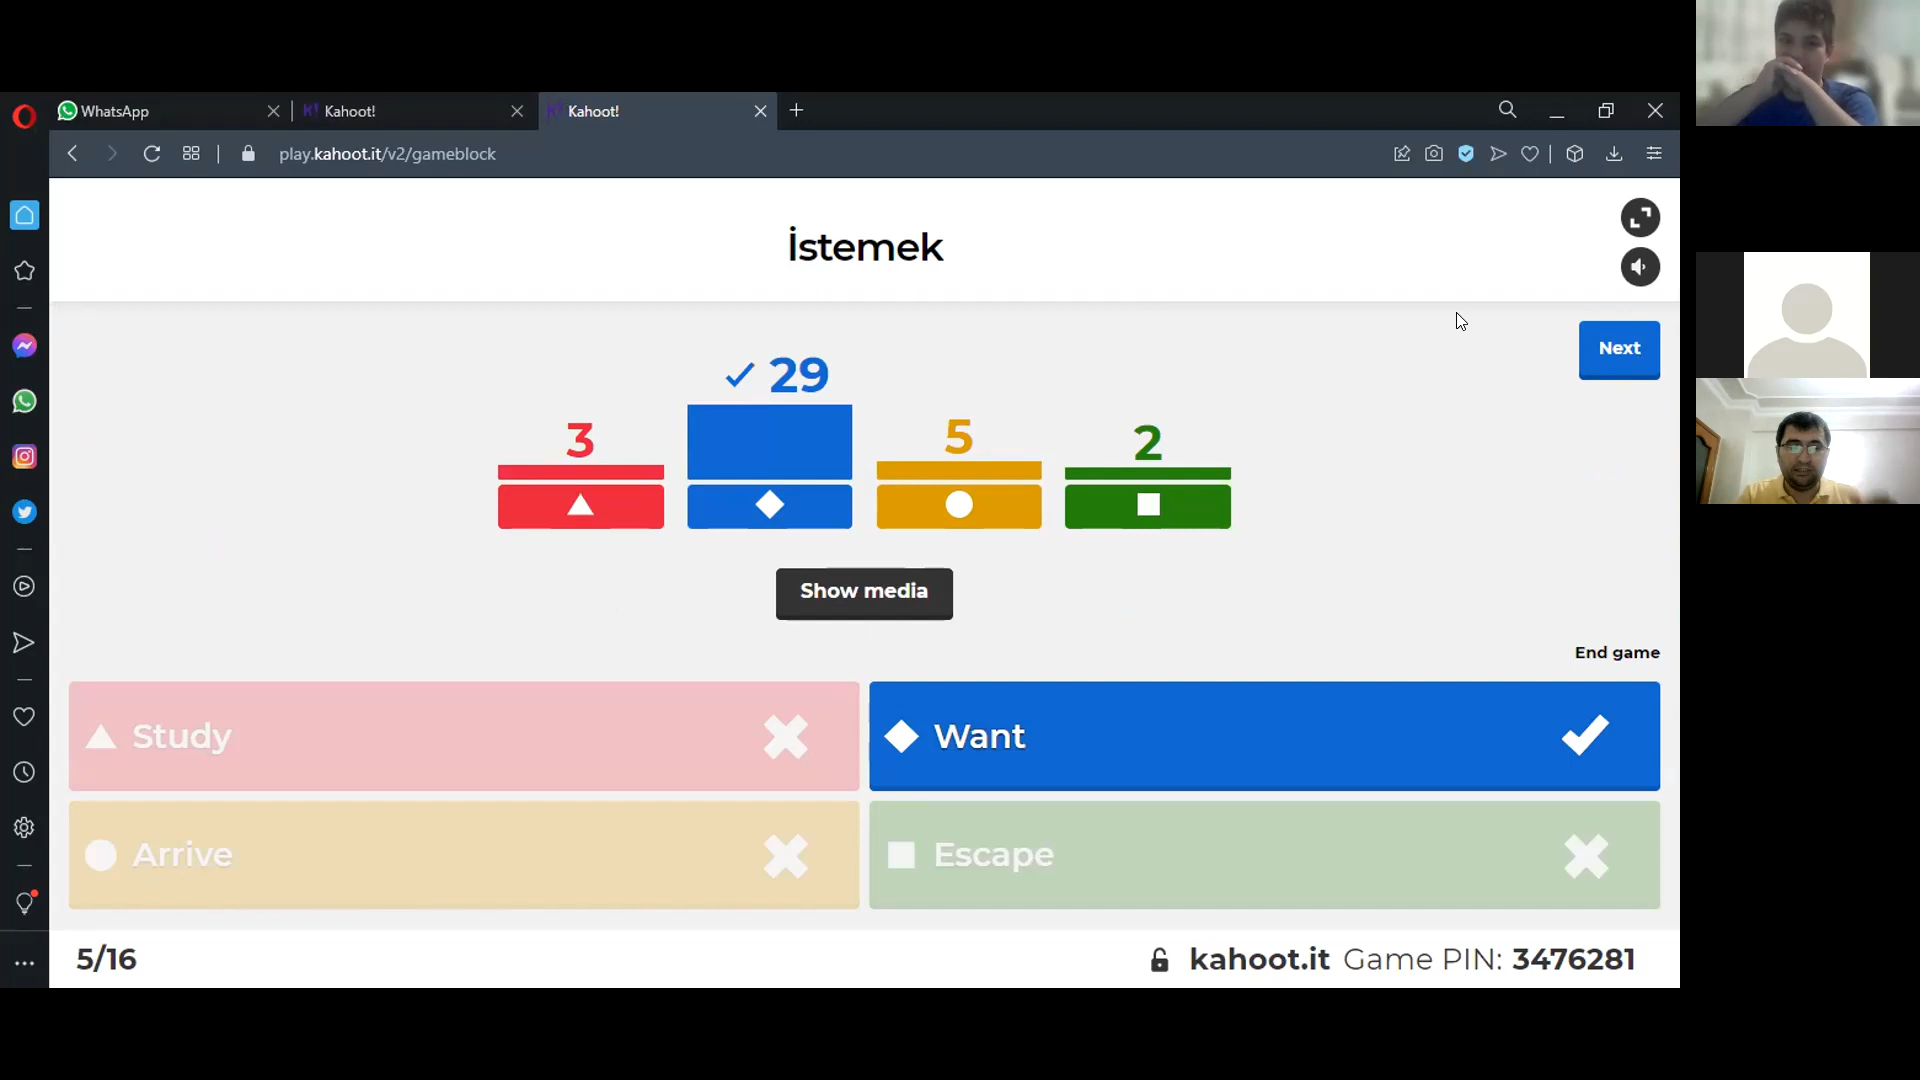 WhatsApp
Kahoot!
Kahoot!
play.kahoot.it/v2/gameblock
İstemek
Next
3
29
5
2
Show media
End game
Study
Want
Arrive
Escape
5/16
kahoot.it Game PIN: 3476281